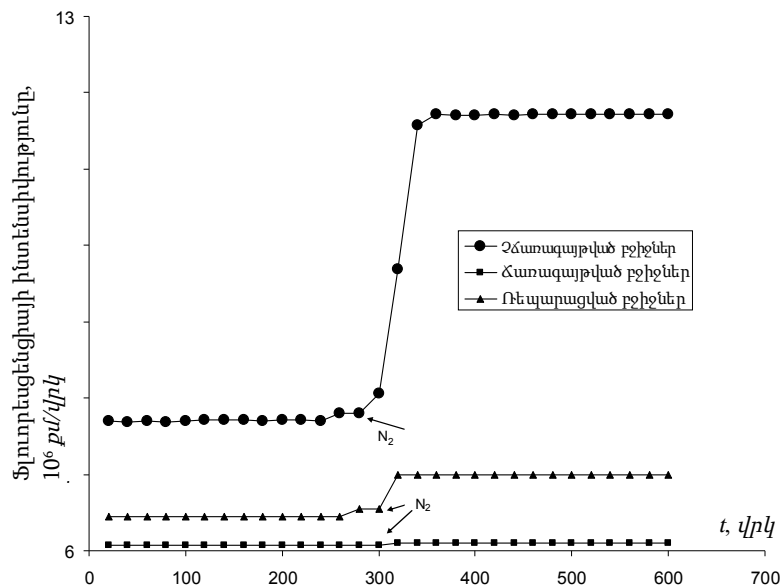 13
Ֆլուորեսցենցիայի ինտենսիվությունը,
10⁶ քմ/վրկ
Չճառագայթված բջիջներ
Ճառագայթված բջիջներ
Ռեպարացված բջիջներ
N₂
N₂
t, վրկ
6
0 100 200 300 400 500 600 700